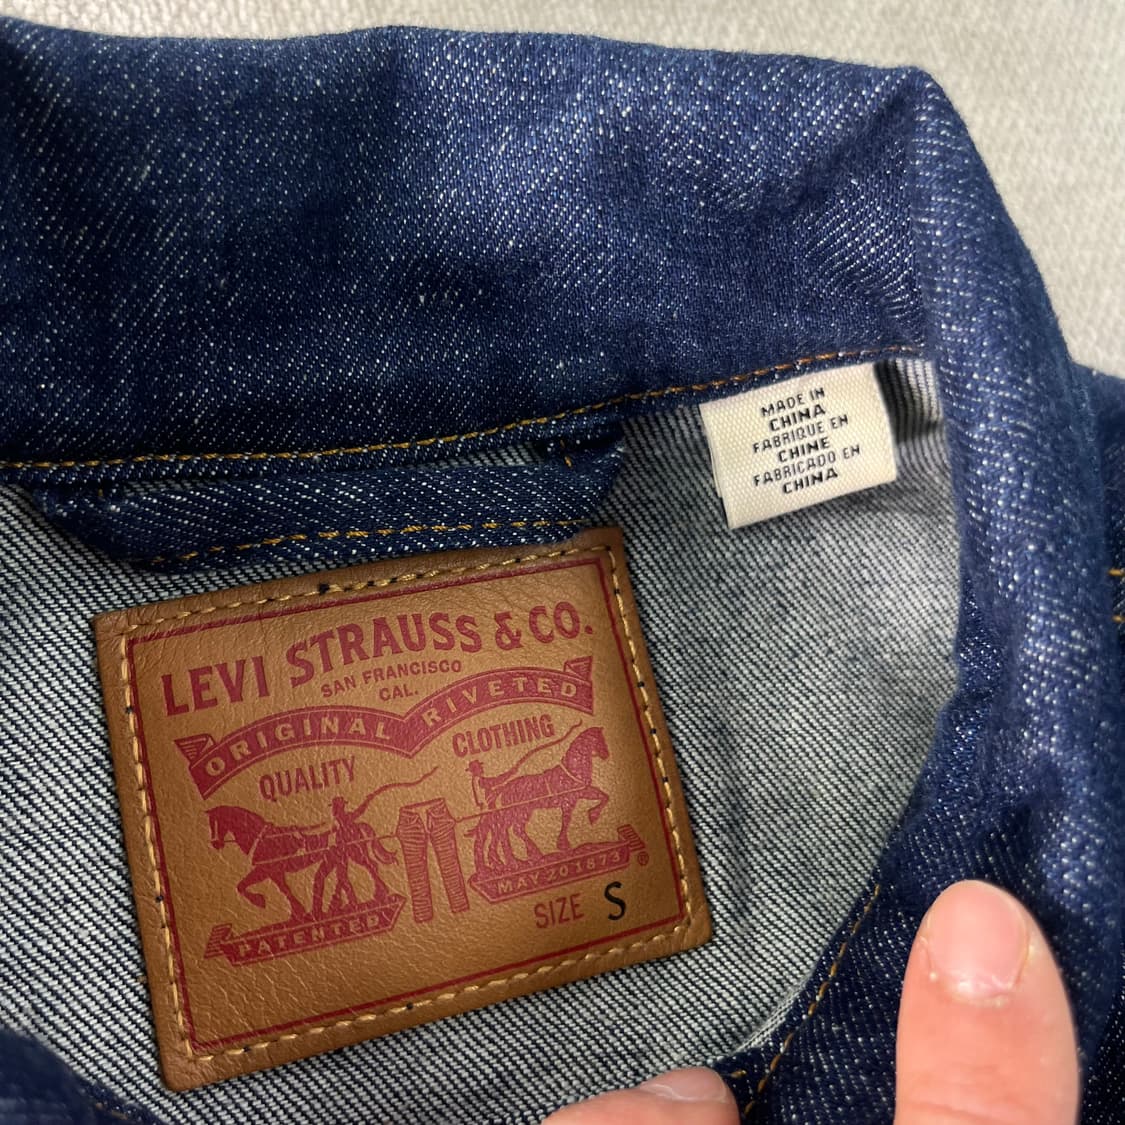 MADE IN
CHINA
FABRIQUE EN
CHINE
FABRICADO EN
CHINA
LEVI STRAUSS & CO.
SAN FRANCISCO
CAL.
ORIGINAL RIVETED
QUALITY CLOTHING
PATENTED MAY 20 1873 ®
SIZE S